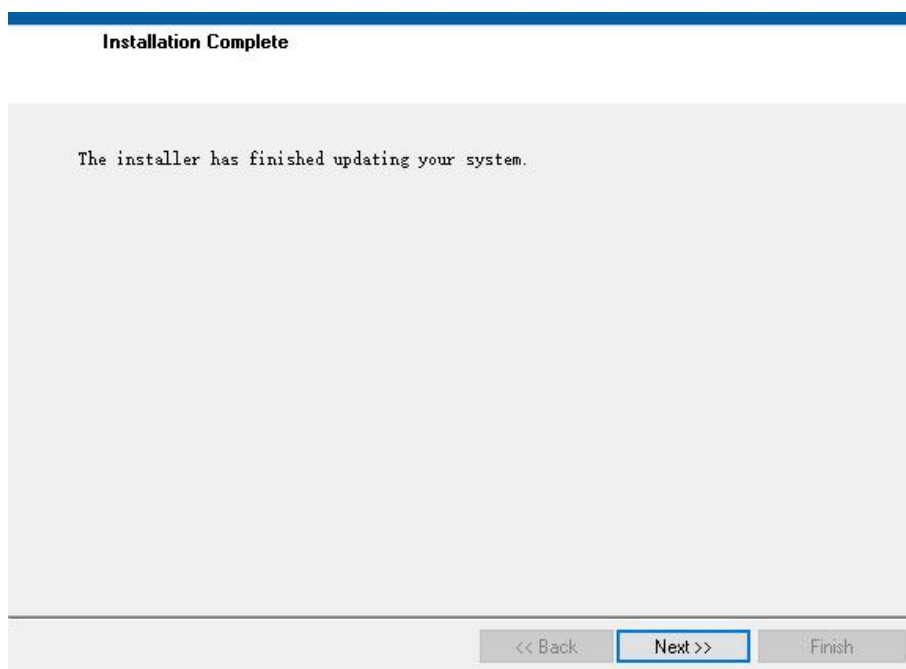 Installation Complete
The installer has finished updating your system.
<< Back
Next >>
Finish